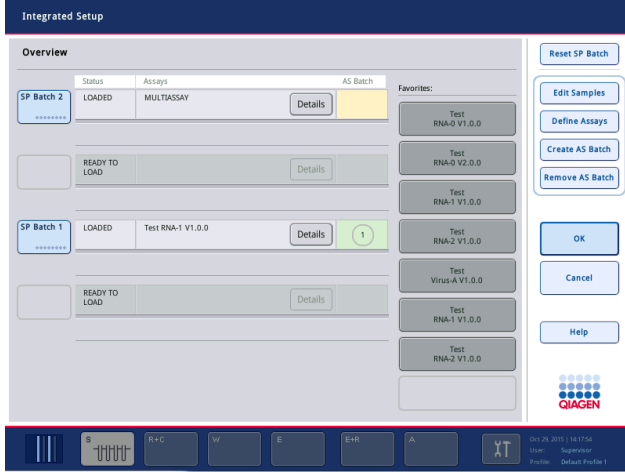 Integrated Setup
Overview
Status Assays AS Batch
SP Batch 2
LOADED
MULTIASSAY
Details
READY TO
LOAD
Details
SP Batch 1
LOADED
Test RNA-1 V1.0.0
Details
1
READY TO
LOAD
Details
Favorites:
Test
RNA-0 V1.0.0
Test
RNA-0 V2.0.0
Test
RNA-1 V1.0.0
Test
RNA-2 V1.0.0
Test
Virus-A V1.0.0
Test
RNA-1 V1.0.0
Test
RNA-2 V1.0.0
Reset SP Batch
Edit Samples
Define Assays
Create AS Batch
Remove AS Batch
OK
Cancel
Help
QIAGEN
S
R+C
W
E
E+R
A
Oct 29, 2015 | 14:17:54
User: Supervisor
Profile: Default Profile 1